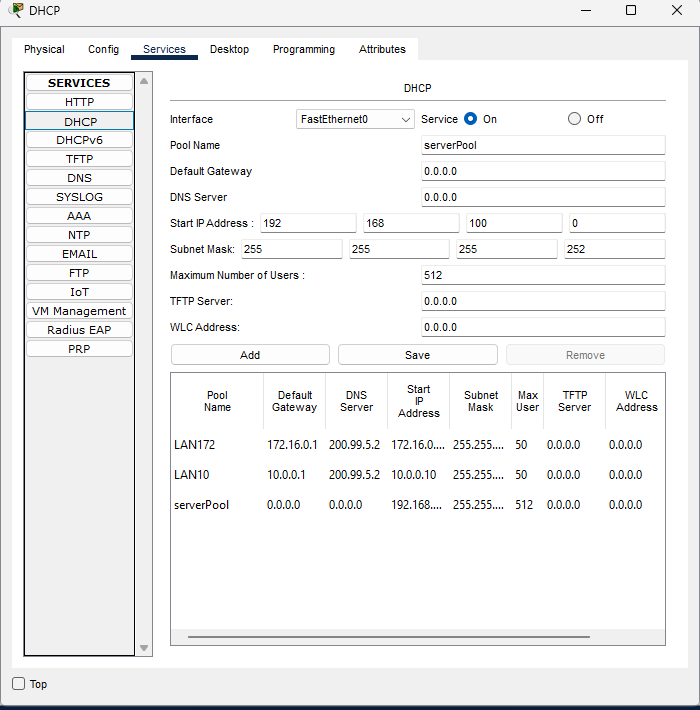 DHCP
Physical Config Services Desktop Programming Attributes
SERVICES
HTTP
DHCP
DHCPv6
TFTP
DNS
SYSLOG
AAA
NTP
EMAIL
FTP
IoT
VM Management
Radius EAP
PRP
DHCP
Interface FastEthernet0 Service On Off
Pool Name serverPool
Default Gateway 0.0.0.0
DNS Server 0.0.0.0
Start IP Address : 192 168 100 0
Subnet Mask: 255 255 255 252
Maximum Number of Users : 512
TFTP Server: 0.0.0.0
WLC Address: 0.0.0.0
Add Save Remove
Pool Name Default Gateway DNS Server Start IP Address Subnet Mask Max User TFTP Server WLC Address
LAN172 172.16.0.1 200.99.5.2 172.16.0.... 255.255.... 50 0.0.0.0 0.0.0.0
LAN10 10.0.0.1 200.99.5.2 10.0.0.10 255.255.... 50 0.0.0.0 0.0.0.0
serverPool 0.0.0.0 0.0.0.0 192.168.... 255.255.... 512 0.0.0.0 0.0.0.0
Top